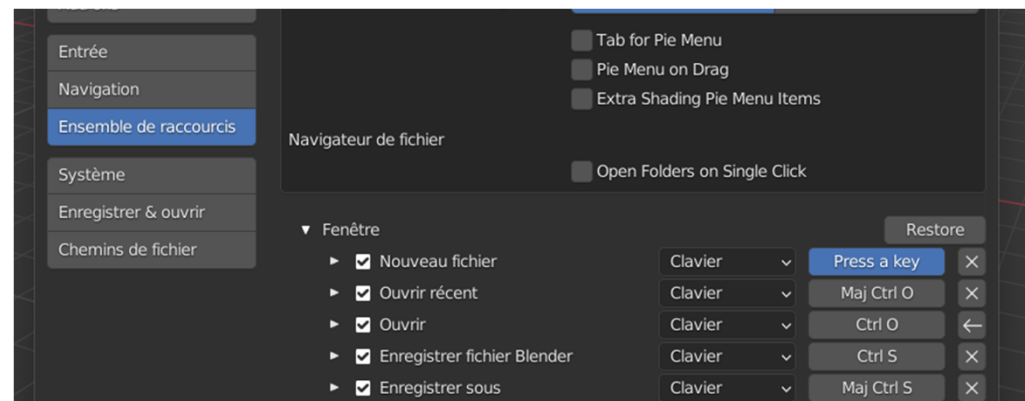 Entrée
Navigation
Ensemble de raccourcis
Système
Enregistrer & ouvrir
Chemins de fichier
Tab for Pie Menu
Pie Menu on Drag
Extra Shading Pie Menu Items
Navigateur de fichier
Open Folders on Single Click
Fenêtre Restore
Nouveau fichier Clavier Press a key
Ouvrir récent Clavier Maj Ctrl O
Ouvrir Clavier Ctrl O
Enregistrer fichier Blender Clavier Ctrl S
Enregistrer sous Clavier Maj Ctrl S